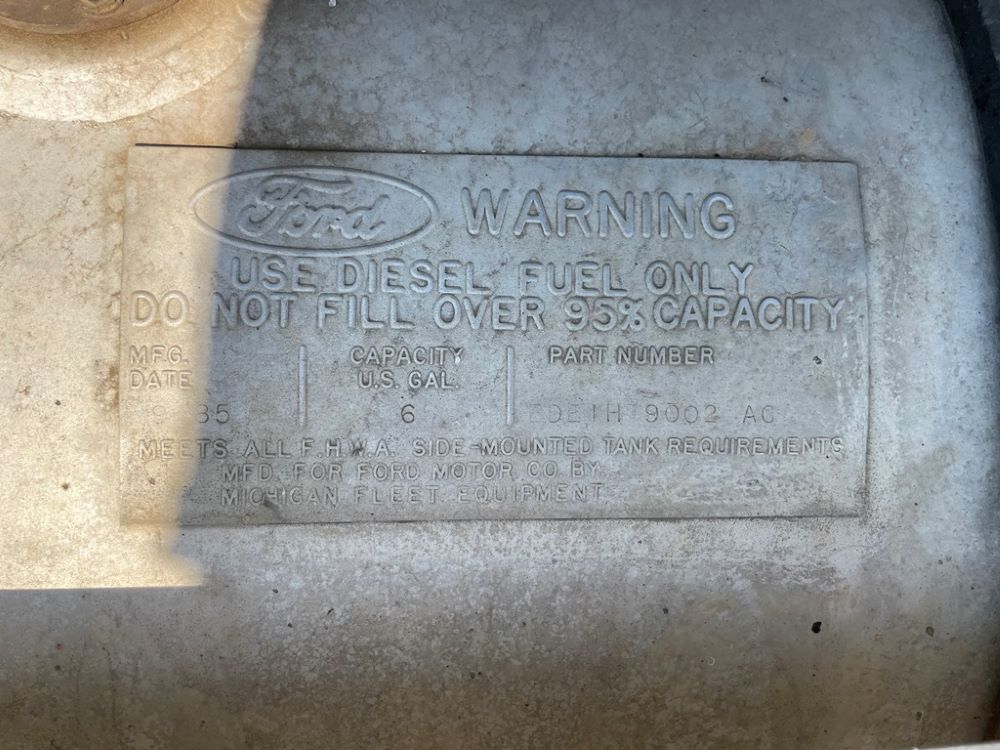 Ford WARNING
USE DIESEL FUEL ONLY
DO NOT FILL OVER 95% CAPACITY
MFG. DATE
CAPACITY U.S. GAL.
PART NUMBER
6 9002
MEETS ALL F.H.W.A. SIDE-MOUNTED TANK REQUIREMENTS
MFD. FOR FORD MOTOR CO. BY
MICHIGAN FLEET EQUIPMENT